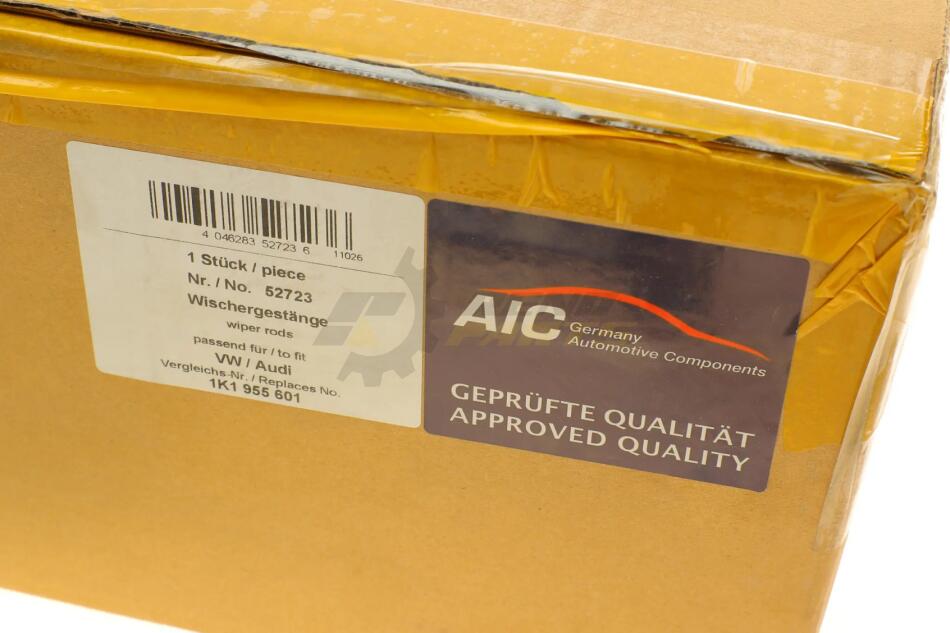 4 046283 52723 6
11026
1 Stück / piece
Nr. / No. 52723
Wischergestänge
wiper rods
passend für / to fit
VW / Audi
Vergleichs-Nr. / Replaces No.
1K1 955 601
AIC
Germany
Automotive Components
GEPRÜFTE QUALITÄT
APPROVED QUALITY